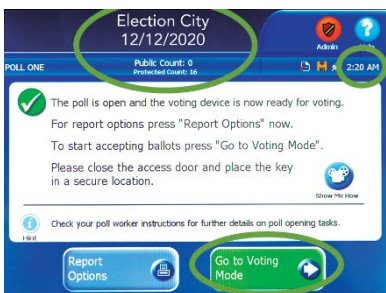 Election City
12/12/2020
Admin
POLL ONE
Public Count: 0
Protected Count: 16
2:20 AM
The poll is open and the voting device is now ready for voting.
For report options press "Report Options" now.
To start accepting ballots press "Go to Voting Mode".
Please close the access door and place the key
in a secure location.
Show Me How
Hint
Check your poll worker instructions for further details on poll opening tasks.
Report
Options
Go to Voting
Mode